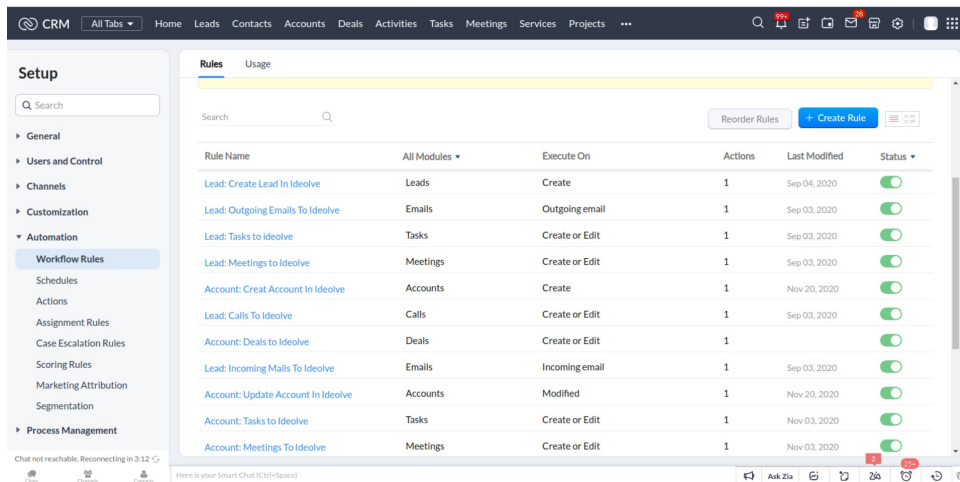 CRM All Tabs Home Leads Contacts Accounts Deals Activities Tasks Meetings Services Projects ••• 99+ 28
Setup
Search
General
Users and Control
Channels
Customization
Automation
Workflow Rules
Schedules
Actions
Assignment Rules
Case Escalation Rules
Scoring Rules
Marketing Attribution
Segmentation
Process Management
Chat not reachable. Reconnecting in 3:12
Chats Channels Contacts
Rules Usage
Search Reorder Rules + Create Rule
Rule Name All Modules Execute On Actions Last Modified Status
Lead: Create Lead In Ideolve Leads Create 1 Sep 04, 2020
Lead: Outgoing Emails To Ideolve Emails Outgoing email 1 Sep 03, 2020
Lead: Tasks to ideolve Tasks Create or Edit 1 Sep 03, 2020
Lead: Meetings to Ideolve Meetings Create or Edit 1 Sep 03, 2020
Account: Creat Account In Ideolve Accounts Create 1 Nov 20, 2020
Lead: Calls To Ideolve Calls Create or Edit 1 Sep 03, 2020
Account: Deals to Ideolve Deals Create or Edit 1
Lead: Incoming Mails To Ideolve Emails Incoming email 1 Sep 03, 2020
Account: Update Account In Ideolve Accounts Modified 1 Nov 20, 2020
Account: Tasks to Ideolve Tasks Create or Edit 1 Nov 03, 2020
Account: Meetings To Ideolve Meetings Create or Edit 1 Nov 03, 2020
2 25+
Here is your Smart Chat (Ctrl+Space) Ask Zia